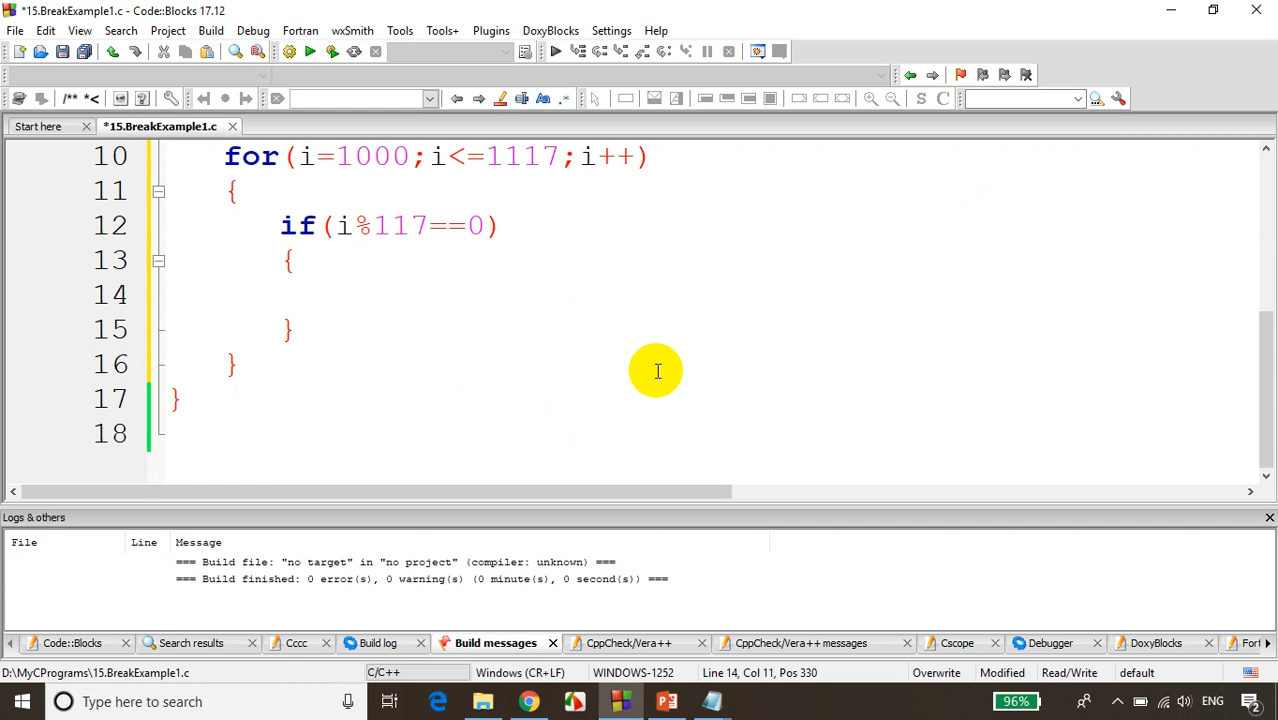 *15.BreakExample1.c - Code::Blocks 17.12
File Edit View Search Project Build Debug Fortran wxSmith Tools Tools+ Plugins DoxyBlocks Settings Help
/** *<
S C
Start here *15.BreakExample1.c
10 for(i=1000;i<=1117;i++)
11 {
12 if(i%117==0)
13 {
14
15 }
16 }
17 }
18
Logs & others
File Line Message
=== Build file: "no target" in "no project" (compiler: unknown) ===
=== Build finished: 0 error(s), 0 warning(s) (0 minute(s), 0 second(s)) ===
Code::Blocks Search results Cccc Build log Build messages CppCheck/Vera++ CppCheck/Vera++ messages Cscope Debugger DoxyBlocks Fort
D:\MyCPrograms\15.BreakExample1.c C/C++ Windows (CR+LF) WINDOWS-1252 Line 14, Col 11, Pos 330 Overwrite Modified Read/Write default
Type here to search 96% ENG 2